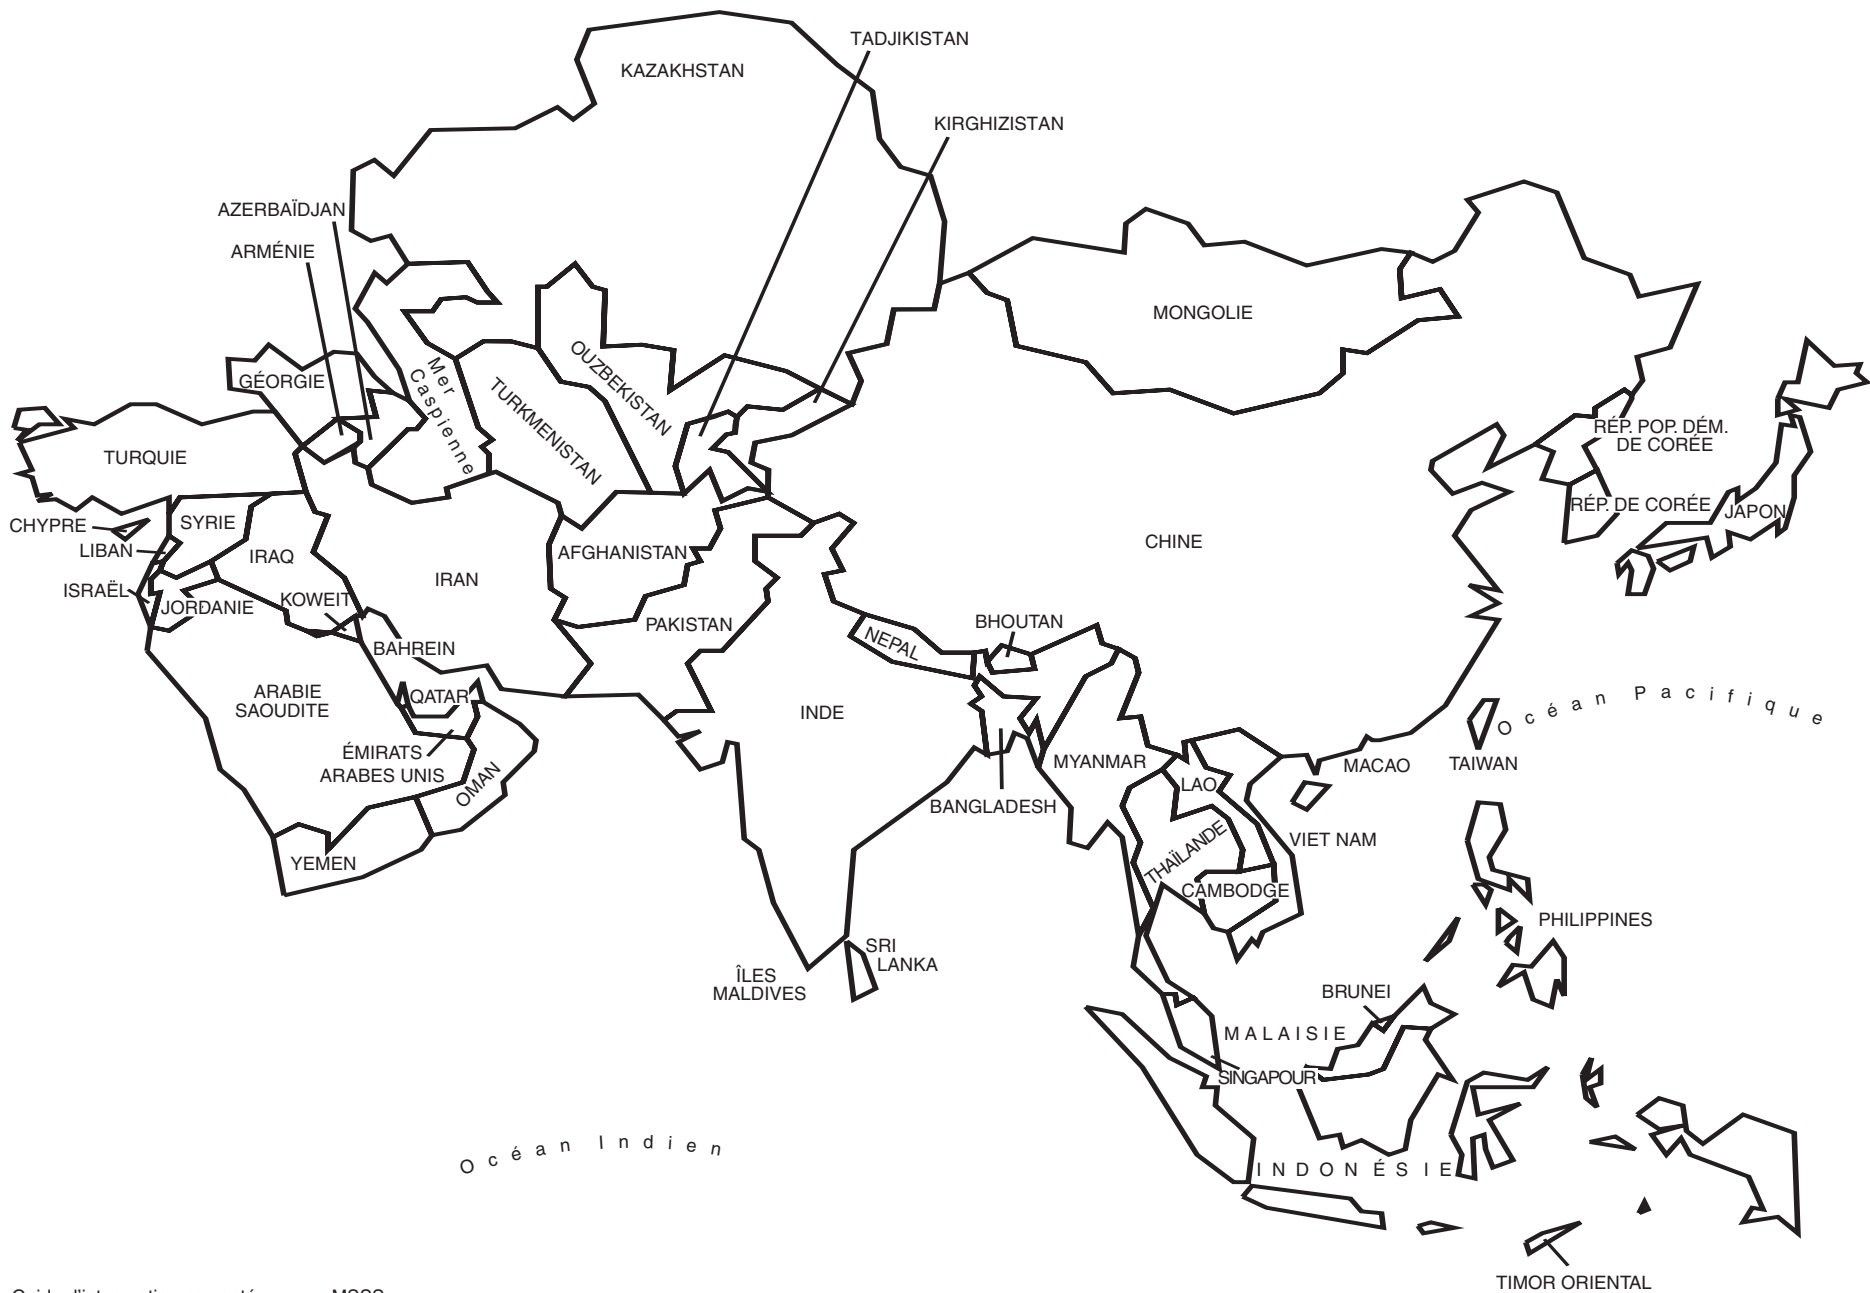 TADJIKISTAN
KAZAKHSTAN
KIRGHIZISTAN
AZERBAÏDJAN
ARMÉNIE
MONGOLIE
GÉORGIE
Mer
Caspienne
OUZBEKISTAN
TURKMENISTAN
TURQUIE
RÉP. POP. DÉM.
DE CORÉE
RÉP. DE CORÉE
JAPON
CHYPRE
SYRIE
LIBAN
IRAQ
AFGHANISTAN
CHINE
IRAN
ISRAËL
JORDANIE
KOWEIT
PAKISTAN
BAHREIN
NEPAL
BHOUTAN
ARABIE
SAOUDITE
QATAR
INDE
Océan Pacifique
ÉMIRATS
ARABES UNIS
OMAN
MYANMAR
MACAO
TAIWAN
LAO
BANGLADESH
VIET NAM
THAÏLANDE
YEMEN
CAMBODGE
PHILIPPINES
SRI
LANKA
ÎLES
MALDIVES
BRUNEI
MALAISIE
SINGAPOUR
Océan Indien
INDONÉSIE
TIMOR ORIENTAL